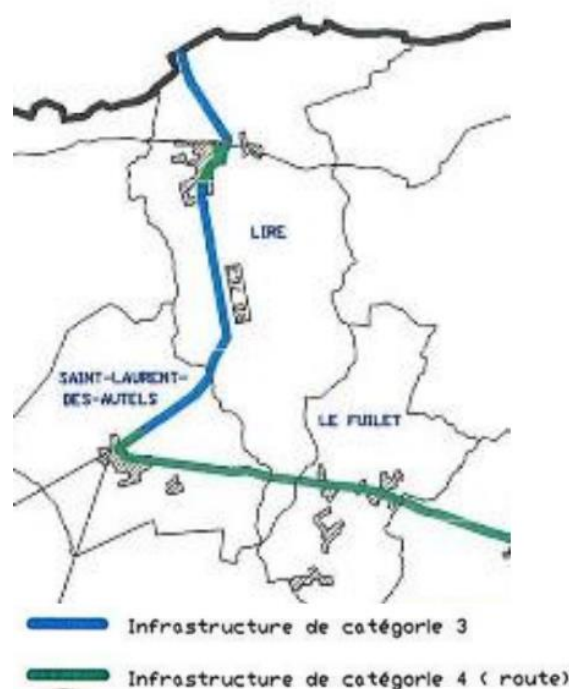 LIRE
SAINT-LAURENT-
DES-AUTELS
LE FUILET
Infrastructure de catégorie 3
Infrastructure de catégorie 4 ( route)